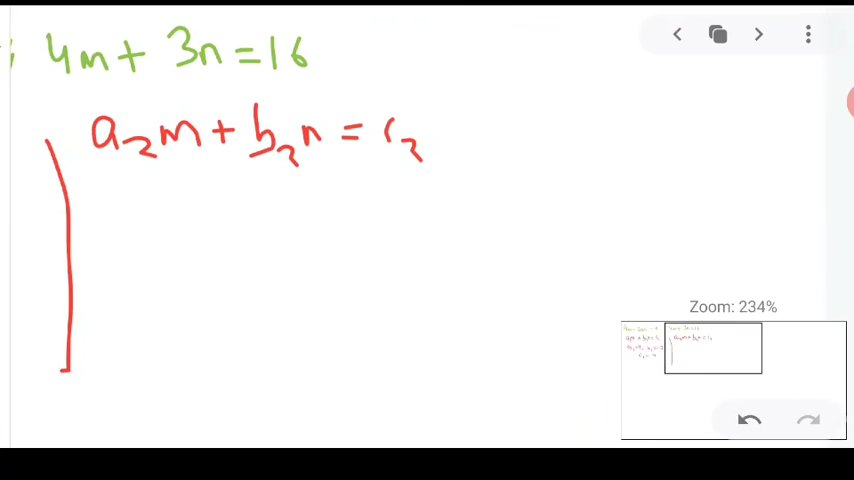 4m + 3n = 16
a₂m + b₂n = c₂
Zoom: 234%